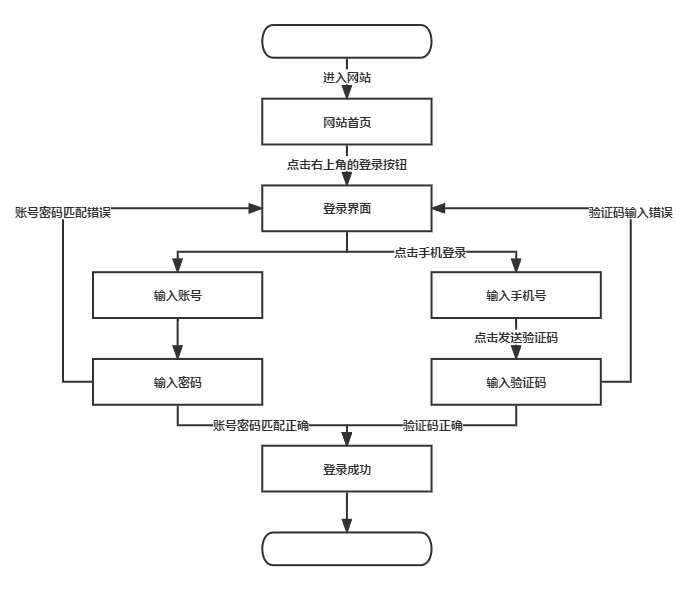 进入网站
网站首页
点击右上角的登录按钮
账号密码匹配错误
登录界面
验证码输入错误
点击手机登录
输入账号
输入手机号
点击发送验证码
输入密码
输入验证码
账号密码匹配正确
验证码正确
登录成功